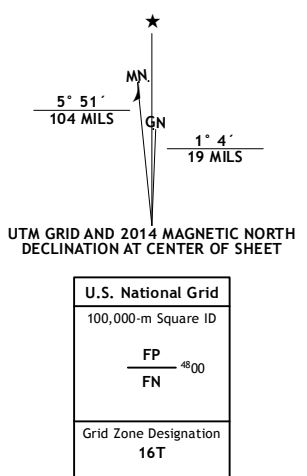 MN.
5° 51´
104 MILS
GN
1° 4´
19 MILS
UTM GRID AND 2014 MAGNETIC NORTH
DECLINATION AT CENTER OF SHEET
U.S. National Grid
100,000-m Square ID
FP
4800
FN
Grid Zone Designation
16T